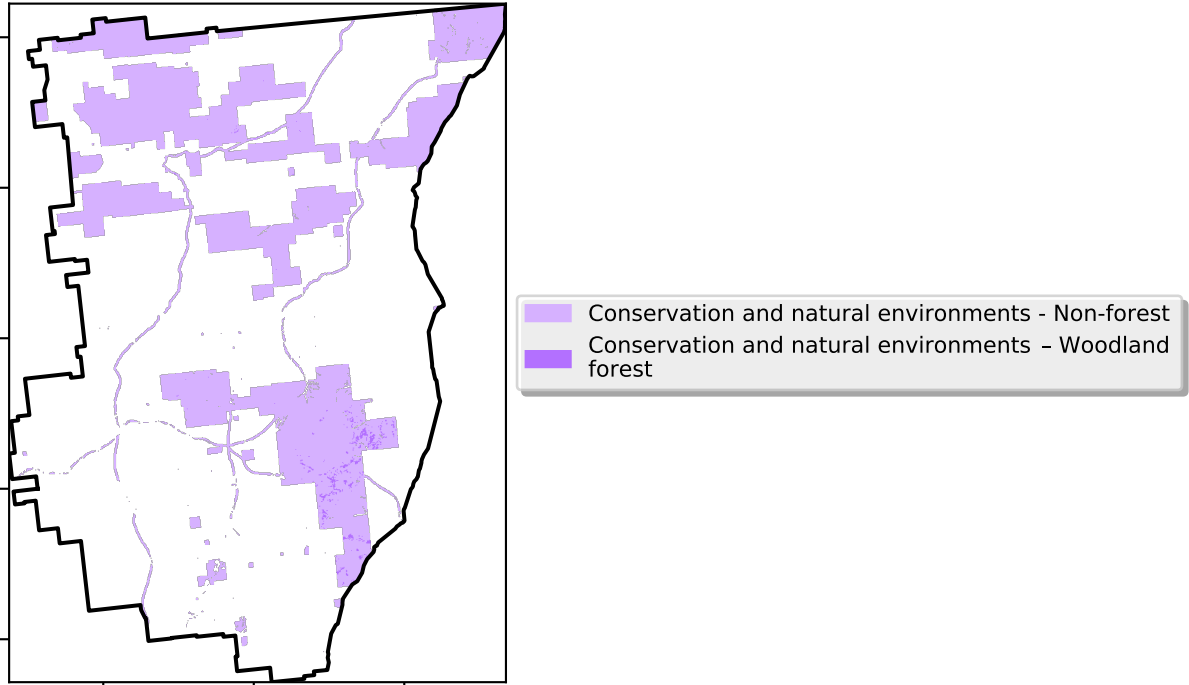 Conservation and natural environments - Non-forest
Conservation and natural environments – Woodland
forest